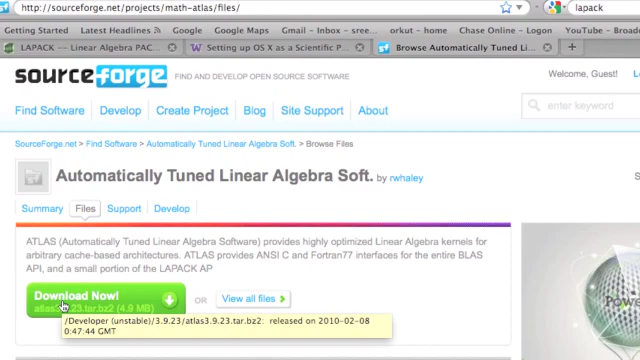 http://sourceforge.net/projects/math-atlas/files/
lapack
Getting Started
Latest Headlines
Google
Google Maps
Gmail - Inbox
orkut - Home
Chase Online - Logon
YouTube - Broadc
LAPACK -- Linear Algebra PAC...
Setting up OS X as a Scientific P...
Browse Automatically Tuned Li...
sourceforge
FIND AND DEVELOP OPEN SOURCE SOFTWARE
Welcome, Guest!
Find Software
Develop
Create Project
Blog
Site Support
About
enter keyword
SourceForge.net > Find Software > Automatically Tuned Linear Algebra Soft. > Browse Files
Automatically Tuned Linear Algebra Soft. by rwhaley
Summary
Files
Support
Develop
ATLAS (Automatically Tuned Linear Algebra Software) provides highly optimized Linear Algebra kernels for
arbitrary cache-based architectures. ATLAS provides ANSI C and Fortran77 interfaces for the entire BLAS
API, and a small portion of the LAPACK AP
Download Now!
atlas3.9.23.tar.bz2 (4.9 MB)
OR
View all files
/Developer (unstable)/3.9.23/atlas3.9.23.tar.bz2: released on 2010-02-08
0:47:44 GMT